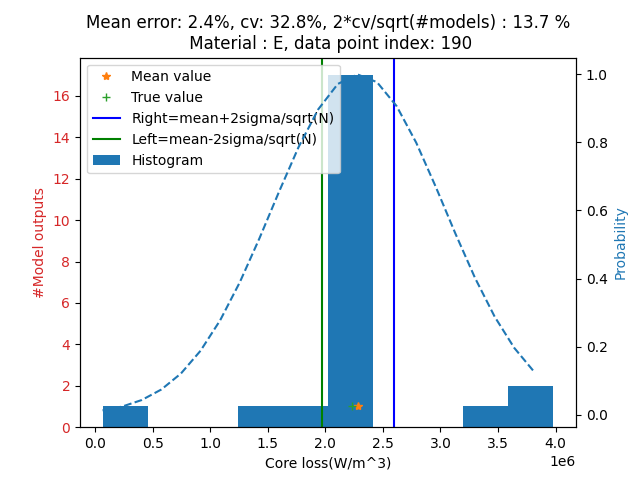 Mean error: 2.4%, cv: 32.8%, 2*cv/sqrt(#models) : 13.7 %
Material : E, data point index: 190
Mean value
True value
Right=mean+2sigma/sqrt(N)
Left=mean-2sigma/sqrt(N)
Histogram
#Model outputs
16
14
12
10
8
6
4
2
0
1.0
0.8
0.6
0.4
0.2
0.0
Probability
0.0 0.5 1.0 1.5 2.0 2.5 3.0 3.5 4.0
1e6
Core loss(W/m^3)